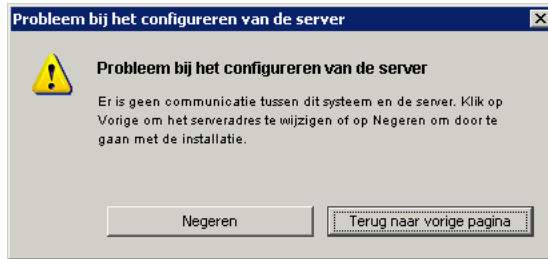 Probleem bij het configureren van de server
Probleem bij het configureren van de server
Er is geen communicatie tussen dit systeem en de server. Klik op
Vorige om het serveradres te wijzigen of op Negeren om door te
gaan met de installatie.
Negeren
Terug naar vorige pagina